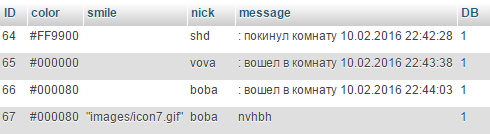 ID color smile nick message DB
64 #FF9900 shd : покинул комнату 10.02.2016 22:42:28 1
65 #000000 vova : вошел в комнату 10.02.2016 22:43:38 1
66 #000080 boba : вошел в комнату 10.02.2016 22:44:03 1
67 #000080 "images/icon7.gif" boba nvhbh 1